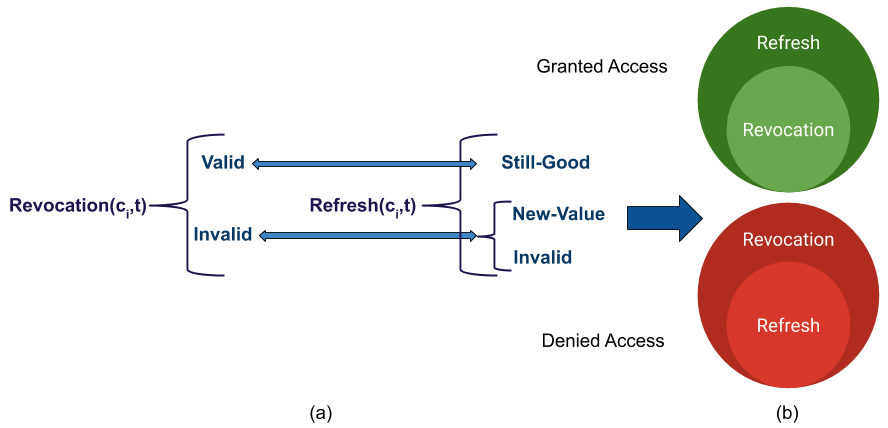 Granted Access
Refresh
Revocation
Revocation(cᵢ,t)
Valid
Invalid
Refresh(cᵢ,t)
Still-Good
New-Value
Invalid
Revocation
Refresh
Denied Access
(a)
(b)